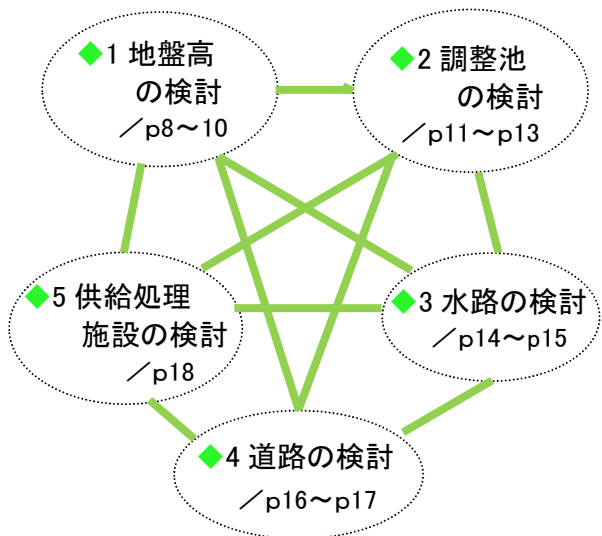 ◆1 地盤高
の検討
／p8～10
◆2 調整池
の検討
／p11～p13
◆3 水路の検討
／p14～p15
◆4 道路の検討
／p16～p17
◆5 供給処理
施設の検討
／p18